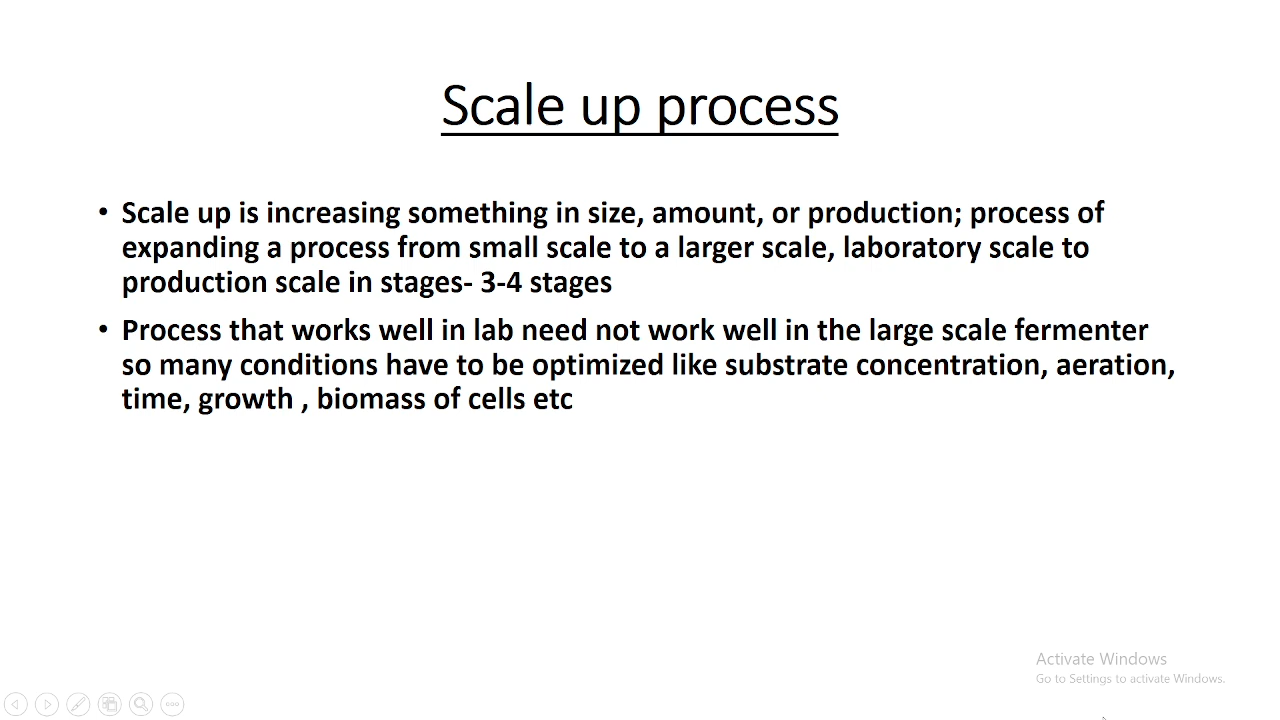 Scale up process
• Scale up is increasing something in size, amount, or production; process of
expanding a process from small scale to a larger scale, laboratory scale to
production scale in stages- 3-4 stages
• Process that works well in lab need not work well in the large scale fermenter
so many conditions have to be optimized like substrate concentration, aeration,
time, growth , biomass of cells etc
Activate Windows
Go to Settings to activate Windows.